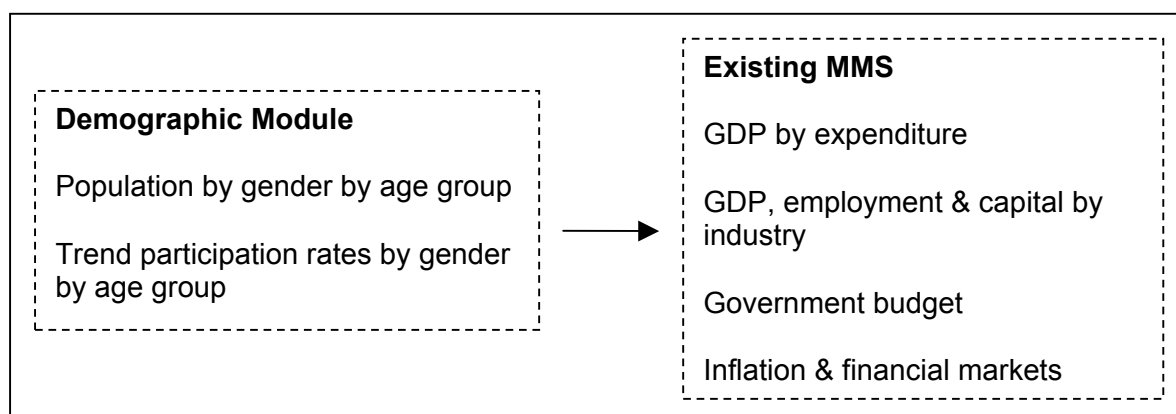 Demographic Module
Population by gender by age group
Trend participation rates by gender
by age group
Existing MMS
GDP by expenditure
GDP, employment & capital by
industry
Government budget
Inflation & financial markets